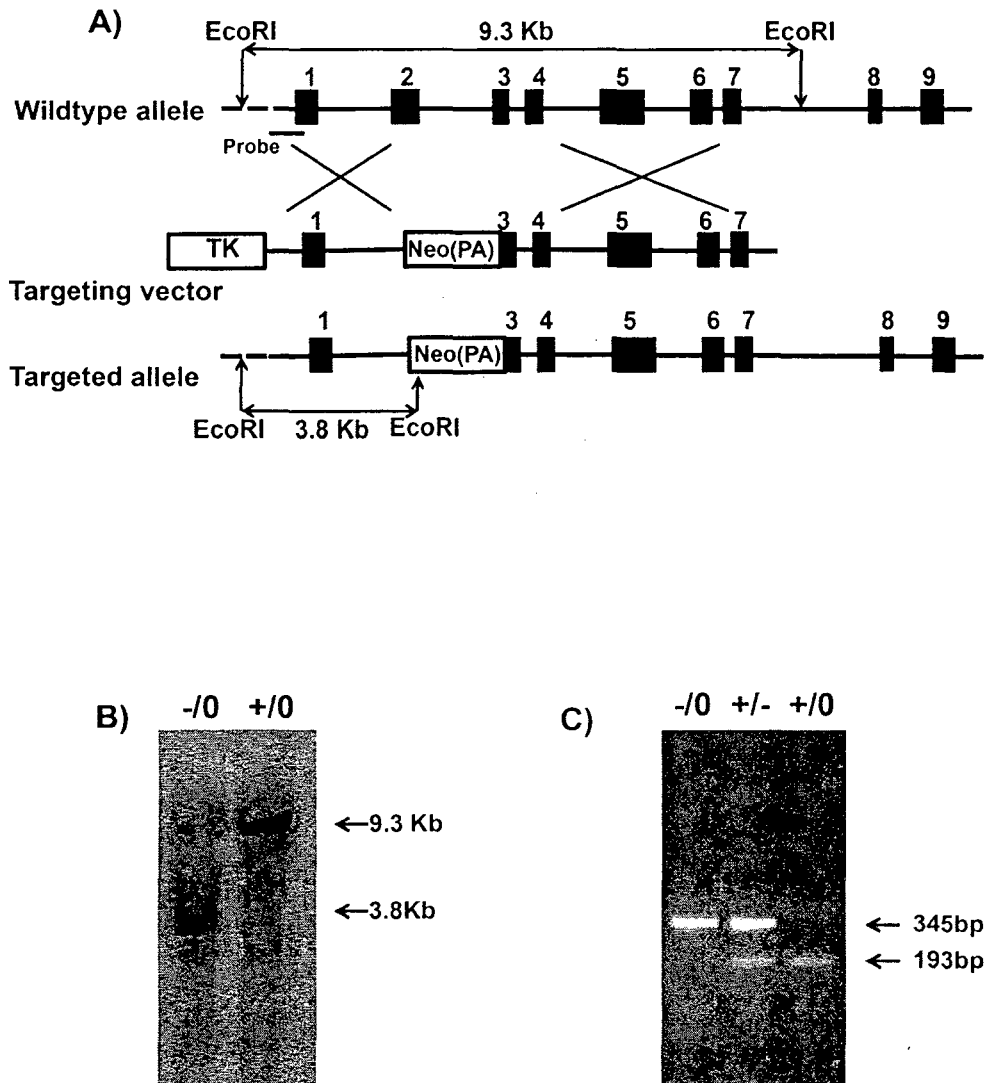 A)
EcoRI 9.3 Kb EcoRI
1 2 3 4 5 6 7 8 9
Wildtype allele
Probe
1 3 4 5 6 7
TK Neo(PA)
Targeting vector
1 3 4 5 6 7 8 9
Neo(PA)
Targeted allele
EcoRI 3.8 Kb EcoRI
B) -/0 +/0
9.3 Kb
3.8Kb
C) -/0 +/- +/0
345bp
193bp